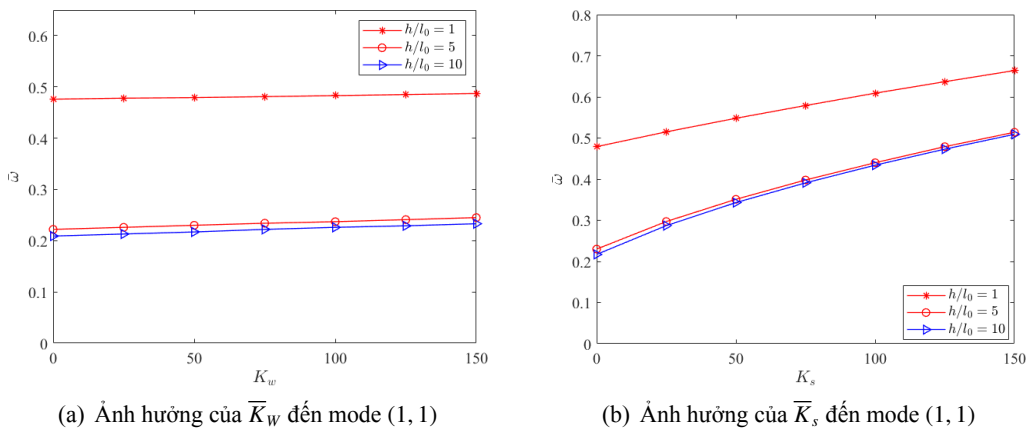 0.6
0.5
0.4
0.3
0.2
0.1
0
ω̄
0
50
100
150
K_w
h/l_0 = 1
h/l_0 = 5
h/l_0 = 10
(a) Ảnh hưởng của K̅_W đến mode (1, 1)
0.8
0.7
0.6
0.5
0.4
0.3
0.2
0.1
0
ω̄
0
50
100
150
K_s
h/l_0 = 1
h/l_0 = 5
h/l_0 = 10
(b) Ảnh hưởng của K̅_s đến mode (1, 1)